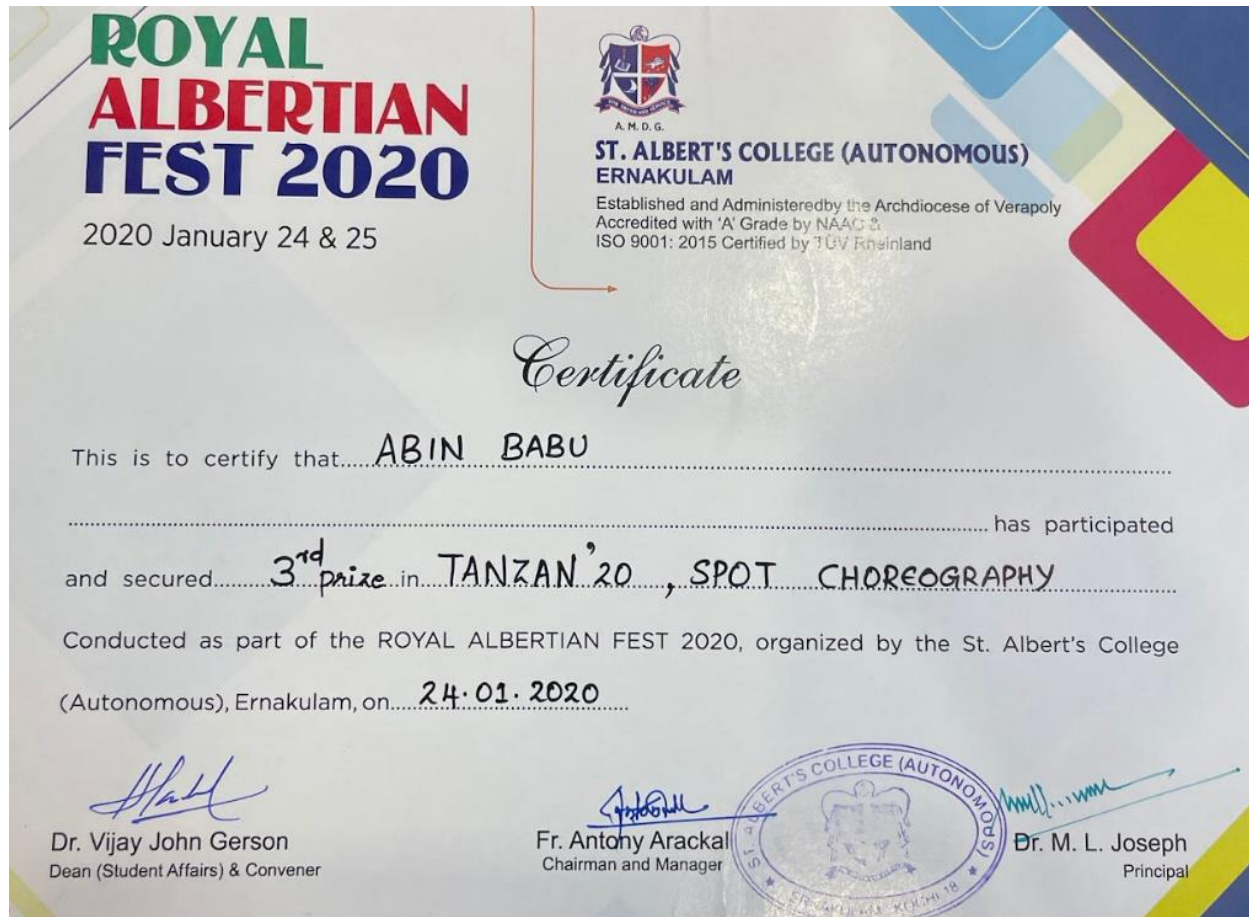 ROYAL
ALBERTIAN
FEST 2020
2020 January 24 & 25
A. M. D. G.
ST. ALBERT'S COLLEGE (AUTONOMOUS)
ERNAKULAM
Established and Administeredby the Archdiocese of Verapoly
Accredited with 'A' Grade by NAAC &
ISO 9001: 2015 Certified by TÜV Rheinland
Certificate
This is to certify that ABIN BABU
has participated
and secured 3rd prize in TANZAN'20, SPOT CHOREOGRAPHY
Conducted as part of the ROYAL ALBERTIAN FEST 2020, organized by the St. Albert's College
(Autonomous), Ernakulam, on 24.01.2020
Dr. Vijay John Gerson
Dean (Student Affairs) & Convener
Fr. Antony Arackal
Chairman and Manager
ST ALBERT'S COLLEGE (AUTONOMOUS)
ERNAKULAM KOCHI 18
Dr. M. L. Joseph
Principal